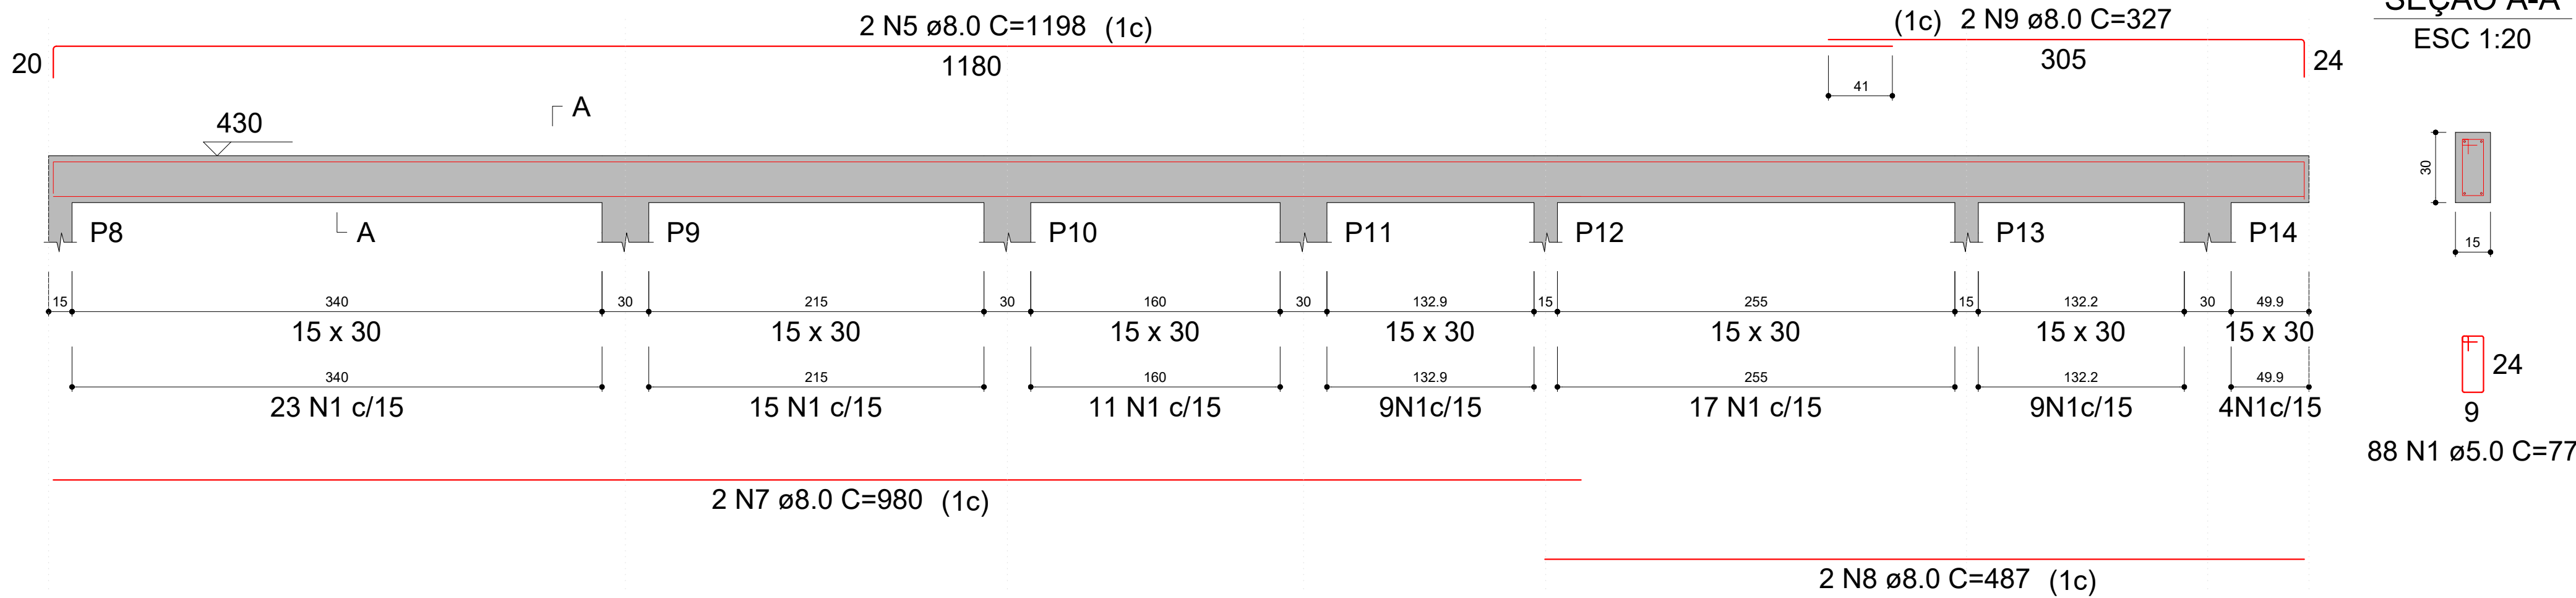 2 N5 ø8.0 C=1198 (1c)
(1c) 2 N9 ø8.0 C=327
SEÇÃO A-A
ESC 1:20
20
1180
305
24
41
A
430
30
P8
A
P9
P10
P11
P12
P13
P14
15
15 340 30 215 30 160 30 132.9 15 255 15 132.2 30 49.9
15 x 30 15 x 30 15 x 30 15 x 30 15 x 30 15 x 30 15 x 30
340 215 160 132.9 255 132.2 49.9
24
23 N1 c/15 15 N1 c/15 11 N1 c/15 9N1c/15 17 N1 c/15 9N1c/15 4N1c/15
9
88 N1 ø5.0 C=77
2 N7 ø8.0 C=980 (1c)
2 N8 ø8.0 C=487 (1c)